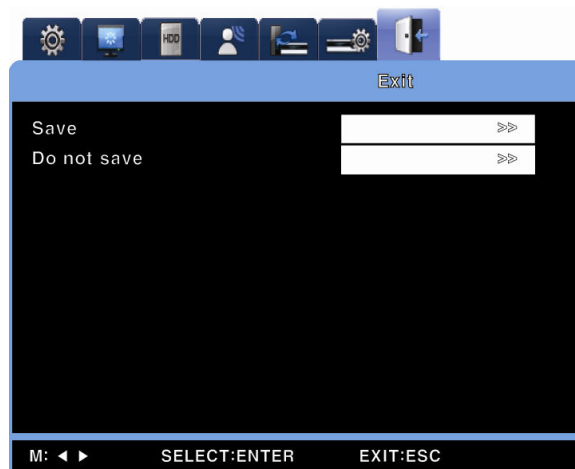 HDD
Exit
Save >>
Do not save >>
M: ◀ ▶ SELECT:ENTER EXIT:ESC